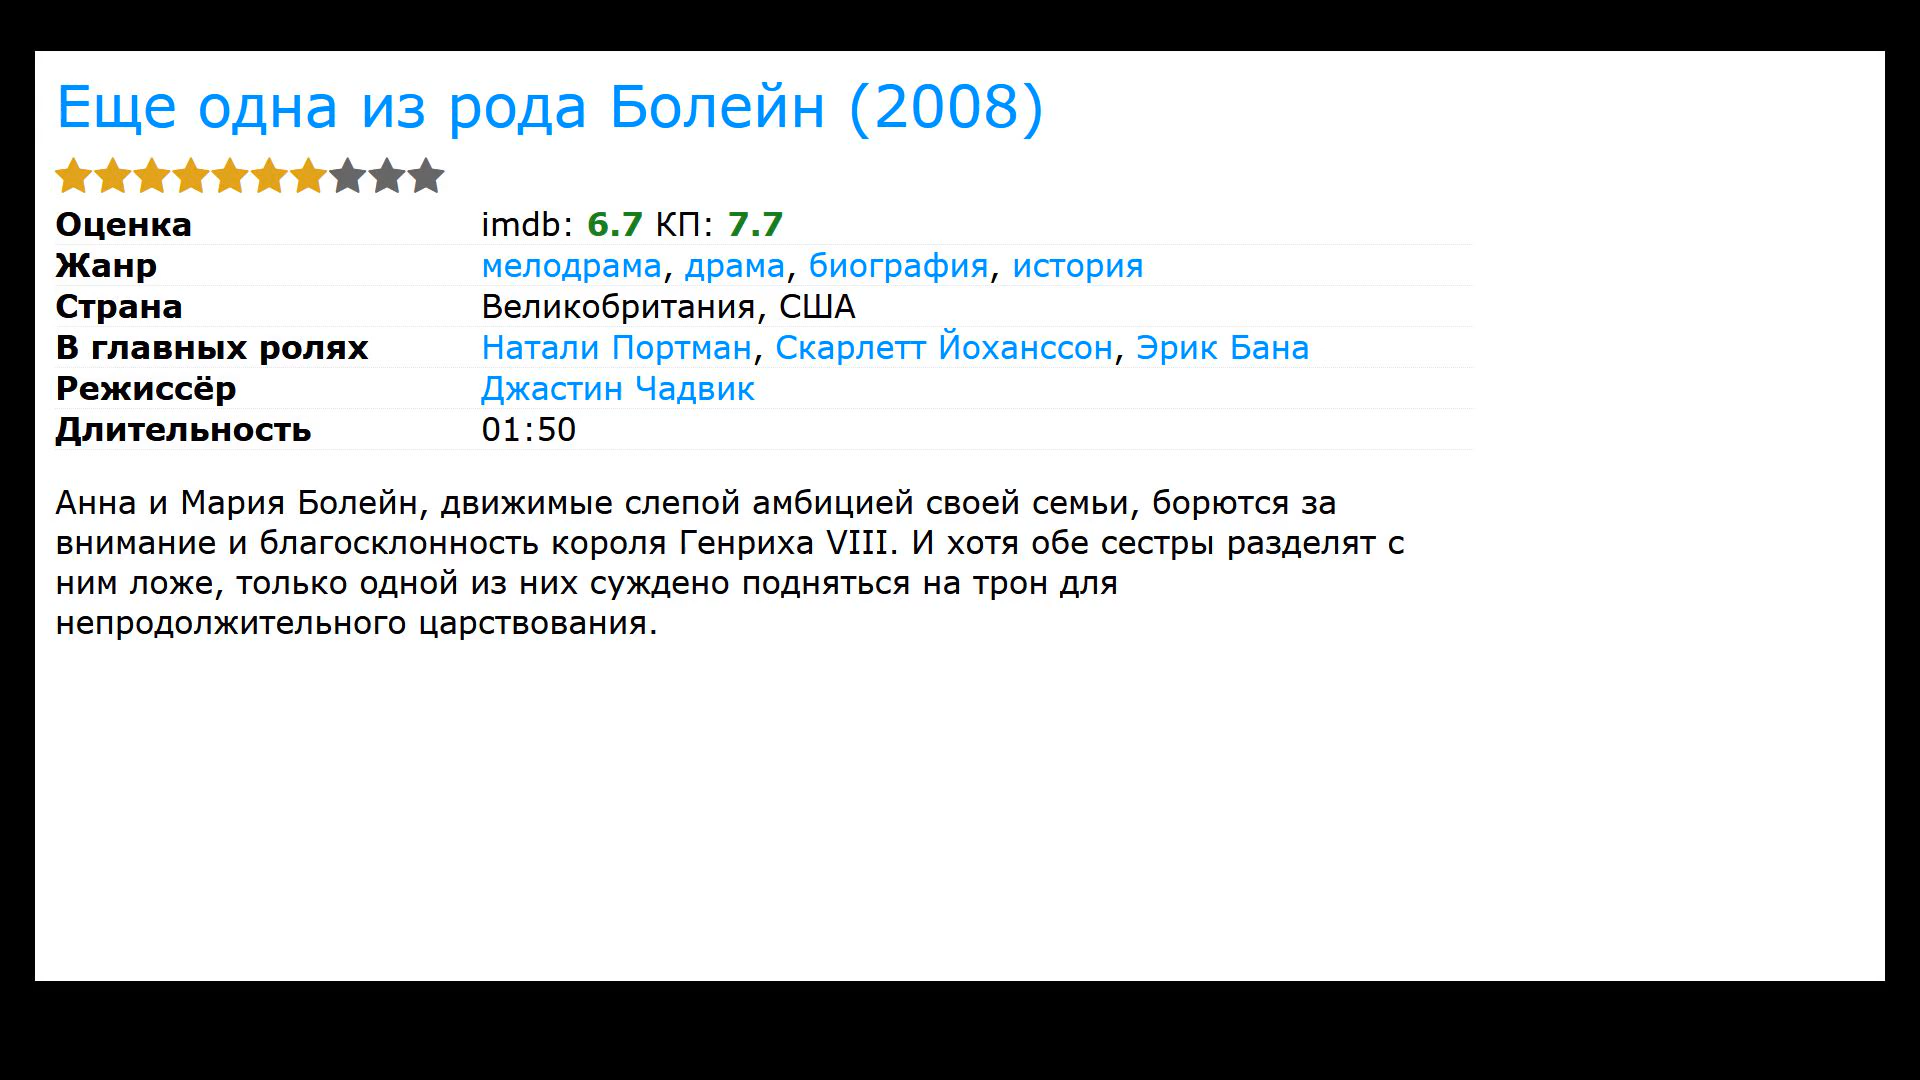 Еще одна из рода Болейн (2008)
Оценка imdb: 6.7 КП: 7.7
Жанр мелодрама, драма, биография, история
Страна Великобритания, США
В главных ролях Натали Портман, Скарлетт Йоханссон, Эрик Бана
Режиссёр Джастин Чадвик
Длительность 01:50
Анна и Мария Болейн, движимые слепой амбицией своей семьи, борются за
внимание и благосклонность короля Генриха VIII. И хотя обе сестры разделят с
ним ложе, только одной из них суждено подняться на трон для
непродолжительного царствования.